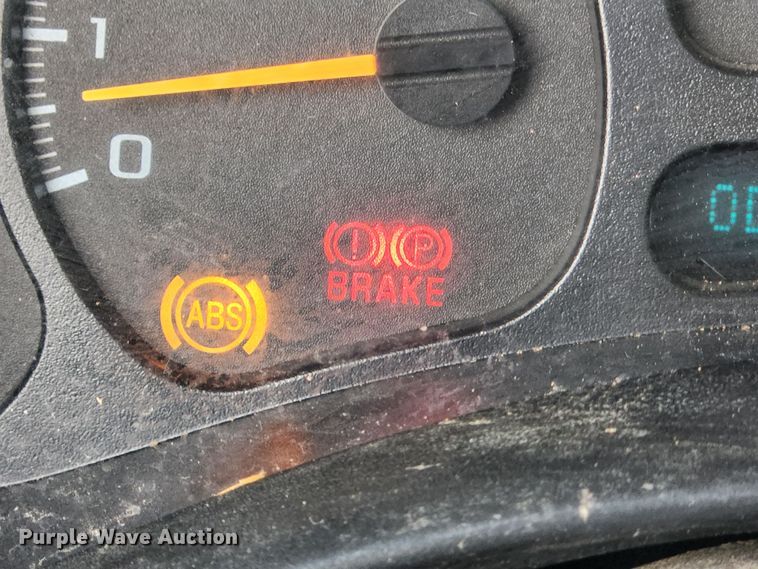 1
0
! P
BRAKE
ABS
Purple Wave Auction